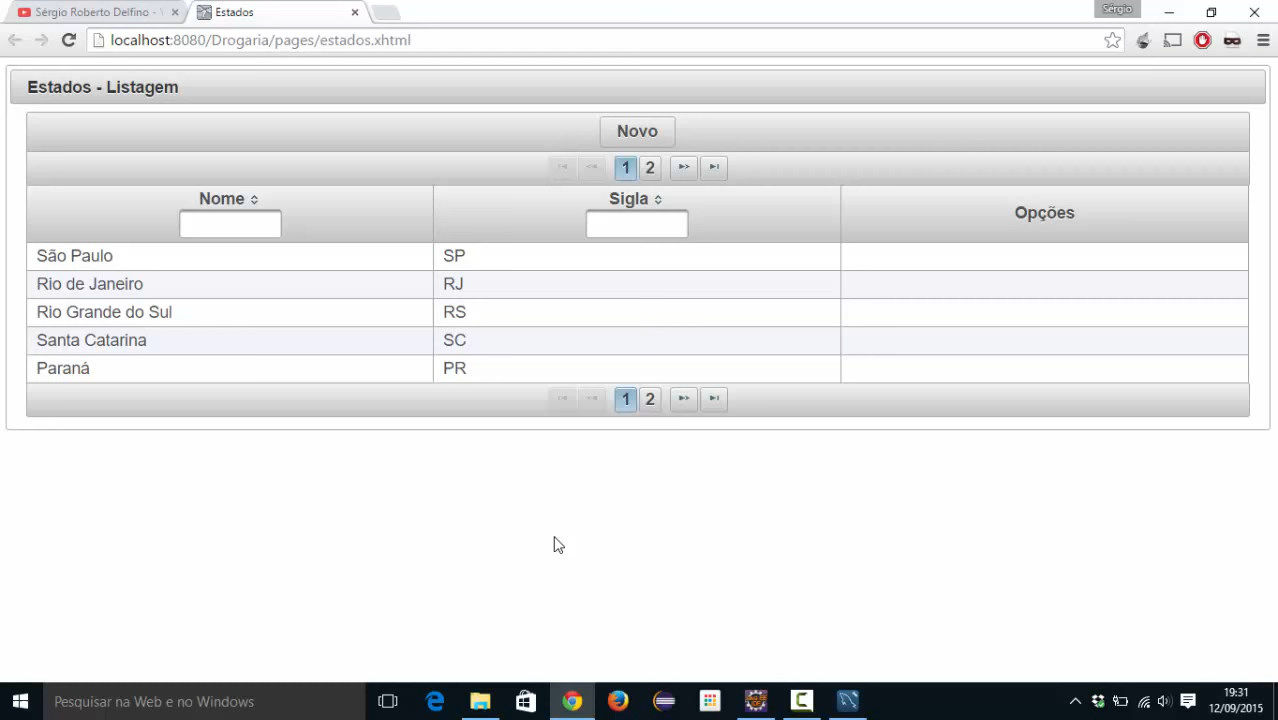 Sérgio Roberto Delfino -
Estados
Sérgio
localhost:8080/Drogaria/pages/estados.xhtml
Estados - Listagem
Novo
1 2
Nome Sigla Opções
São Paulo SP
Rio de Janeiro RJ
Rio Grande do Sul RS
Santa Catarina SC
Paraná PR
1 2
Pesquisar na Web e no Windows
19:31
12/09/2015